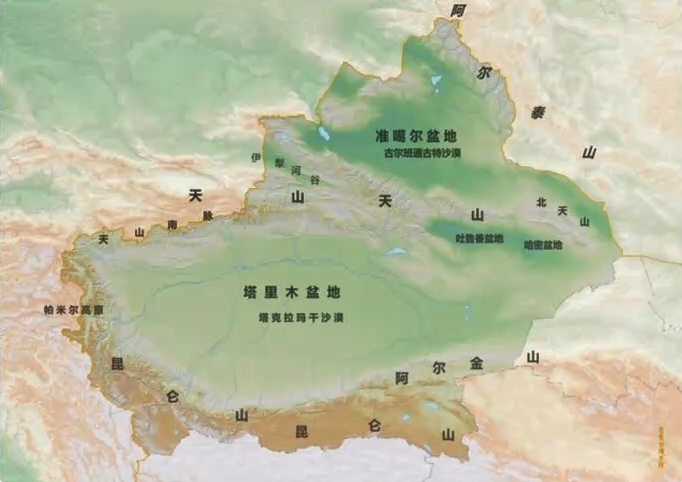 阿尔泰山
准噶尔盆地
古尔班通古特沙漠
伊犁河谷
天山
天山
北天山
天山南脉
吐鲁番盆地
哈密盆地
塔里木盆地
塔克拉玛干沙漠
帕米尔高原
昆仑山
阿尔金山
昆仑山